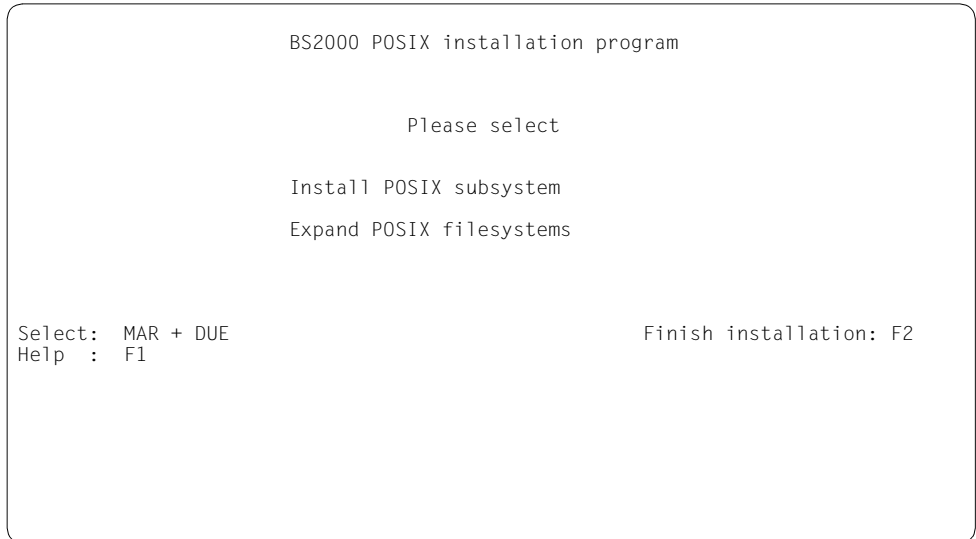 BS2000 POSIX installation program
Please select
Install POSIX subsystem
Expand POSIX filesystems
Select: MAR + DUE Finish installation: F2
Help : F1